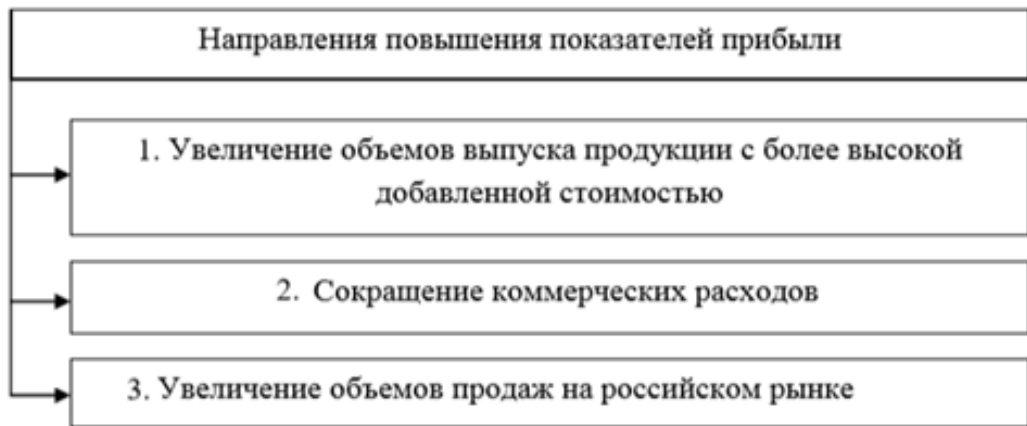 Направления повышения показателей прибыли
1. Увеличение объемов выпуска продукции с более высокой
добавленной стоимостью
2. Сокращение коммерческих расходов
3. Увеличение объемов продаж на российском рынке